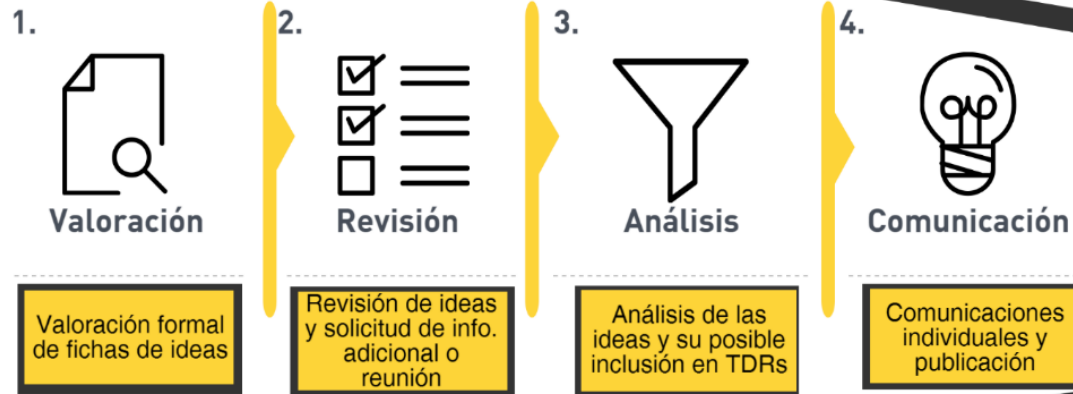 1.
Valoración
Valoración formal
de fichas de ideas
2.
Revisión
Revisión de ideas
y solicitud de info.
adicional o
reunión
3.
Análisis
Análisis de las
ideas y su posible
inclusión en TDRs
4.
Comunicación
Comunicaciones
individuales y
publicación